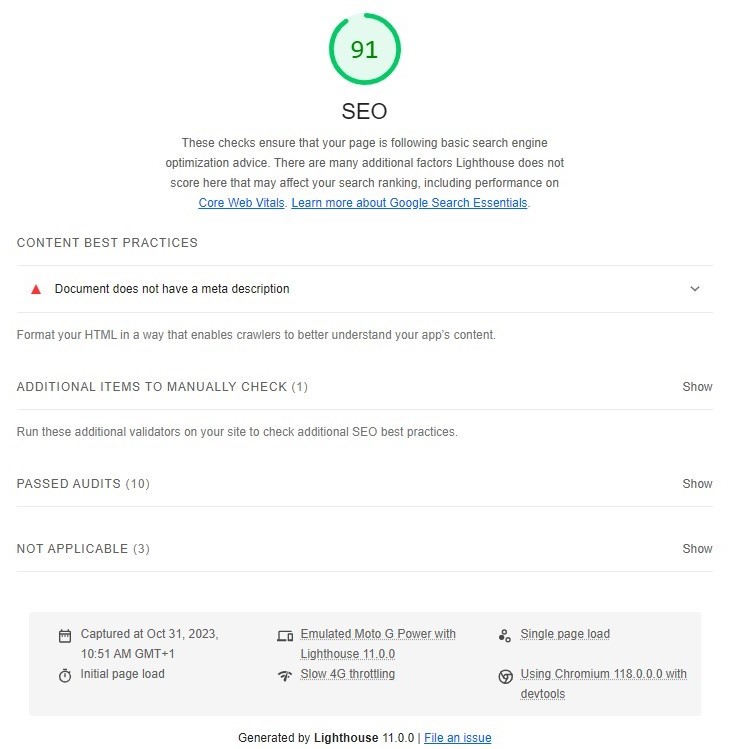 91
SEO
These checks ensure that your page is following basic search engine
optimization advice. There are many additional factors Lighthouse does not
score here that may affect your search ranking, including performance on
Core Web Vitals. Learn more about Google Search Essentials.
CONTENT BEST PRACTICES
Document does not have a meta description
Format your HTML in a way that enables crawlers to better understand your app's content.
ADDITIONAL ITEMS TO MANUALLY CHECK (1) Show
Run these additional validators on your site to check additional SEO best practices.
PASSED AUDITS (10) Show
NOT APPLICABLE (3) Show
Captured at Oct 31, 2023,
10:51 AM GMT+1
Emulated Moto G Power with
Lighthouse 11.0.0
Single page load
Initial page load
Slow 4G throttling
Using Chromium 118.0.0.0 with
devtools
Generated by Lighthouse 11.0.0 | File an issue